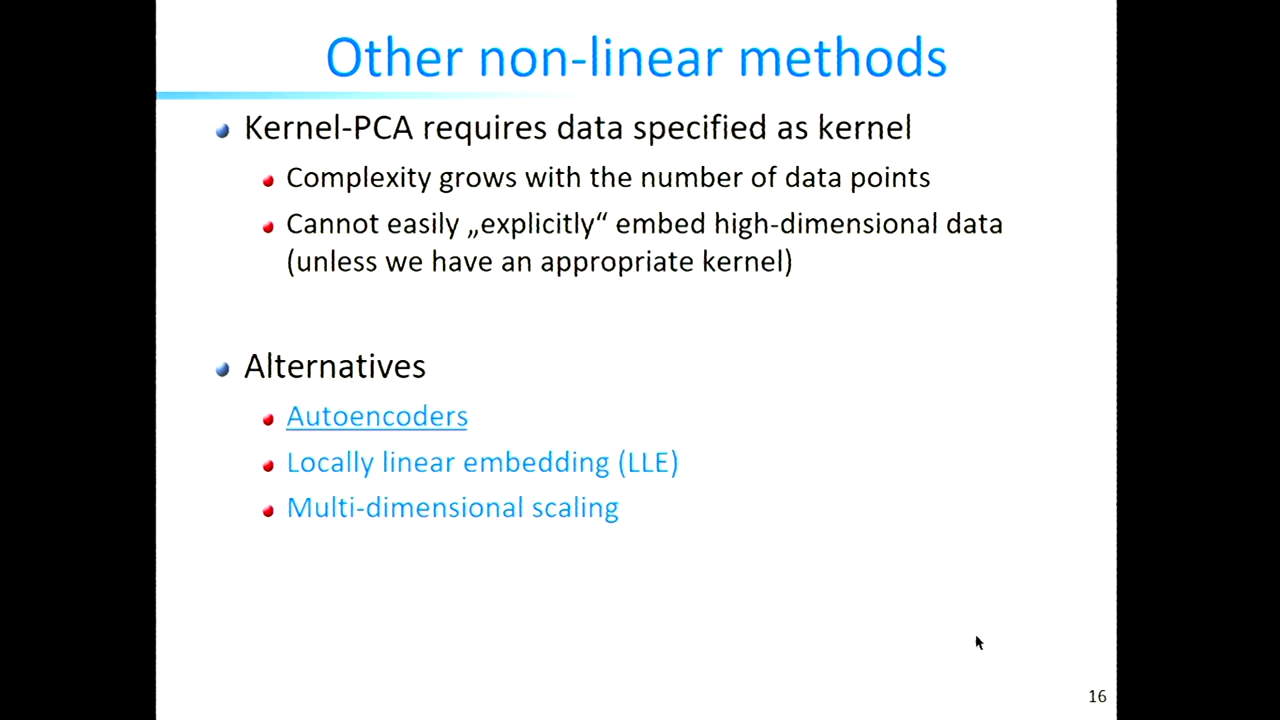 Other non-linear methods
Kernel-PCA requires data specified as kernel
Complexity grows with the number of data points
Cannot easily „explicitly“ embed high-dimensional data
(unless we have an appropriate kernel)
Alternatives
Autoencoders
Locally linear embedding (LLE)
Multi-dimensional scaling
16